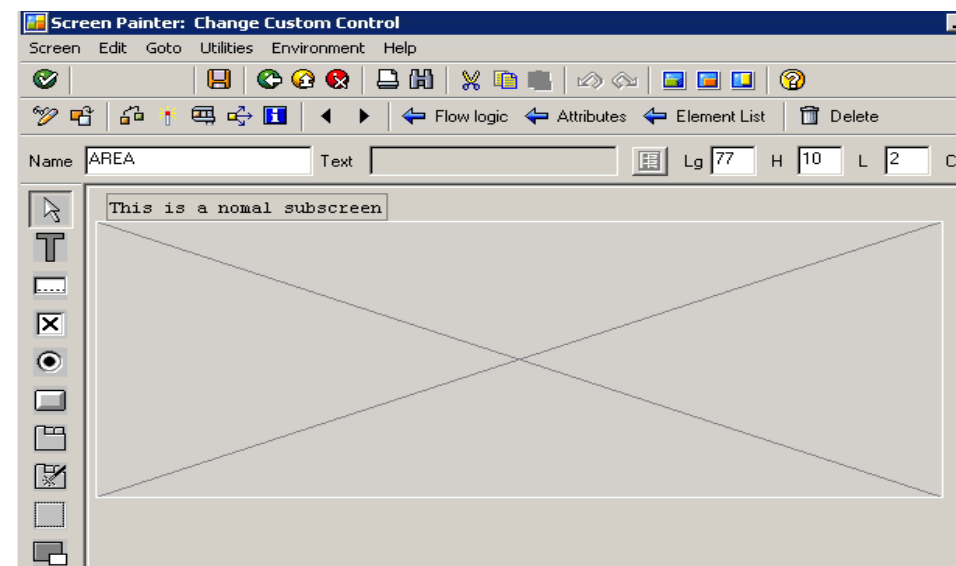 Screen Painter: Change Custom Control
Screen Edit Goto Utilities Environment Help
Flow logic Attributes Element List Delete
Name AREA Text Lg 77 H 10 L 2 C
This is a nomal subscreen